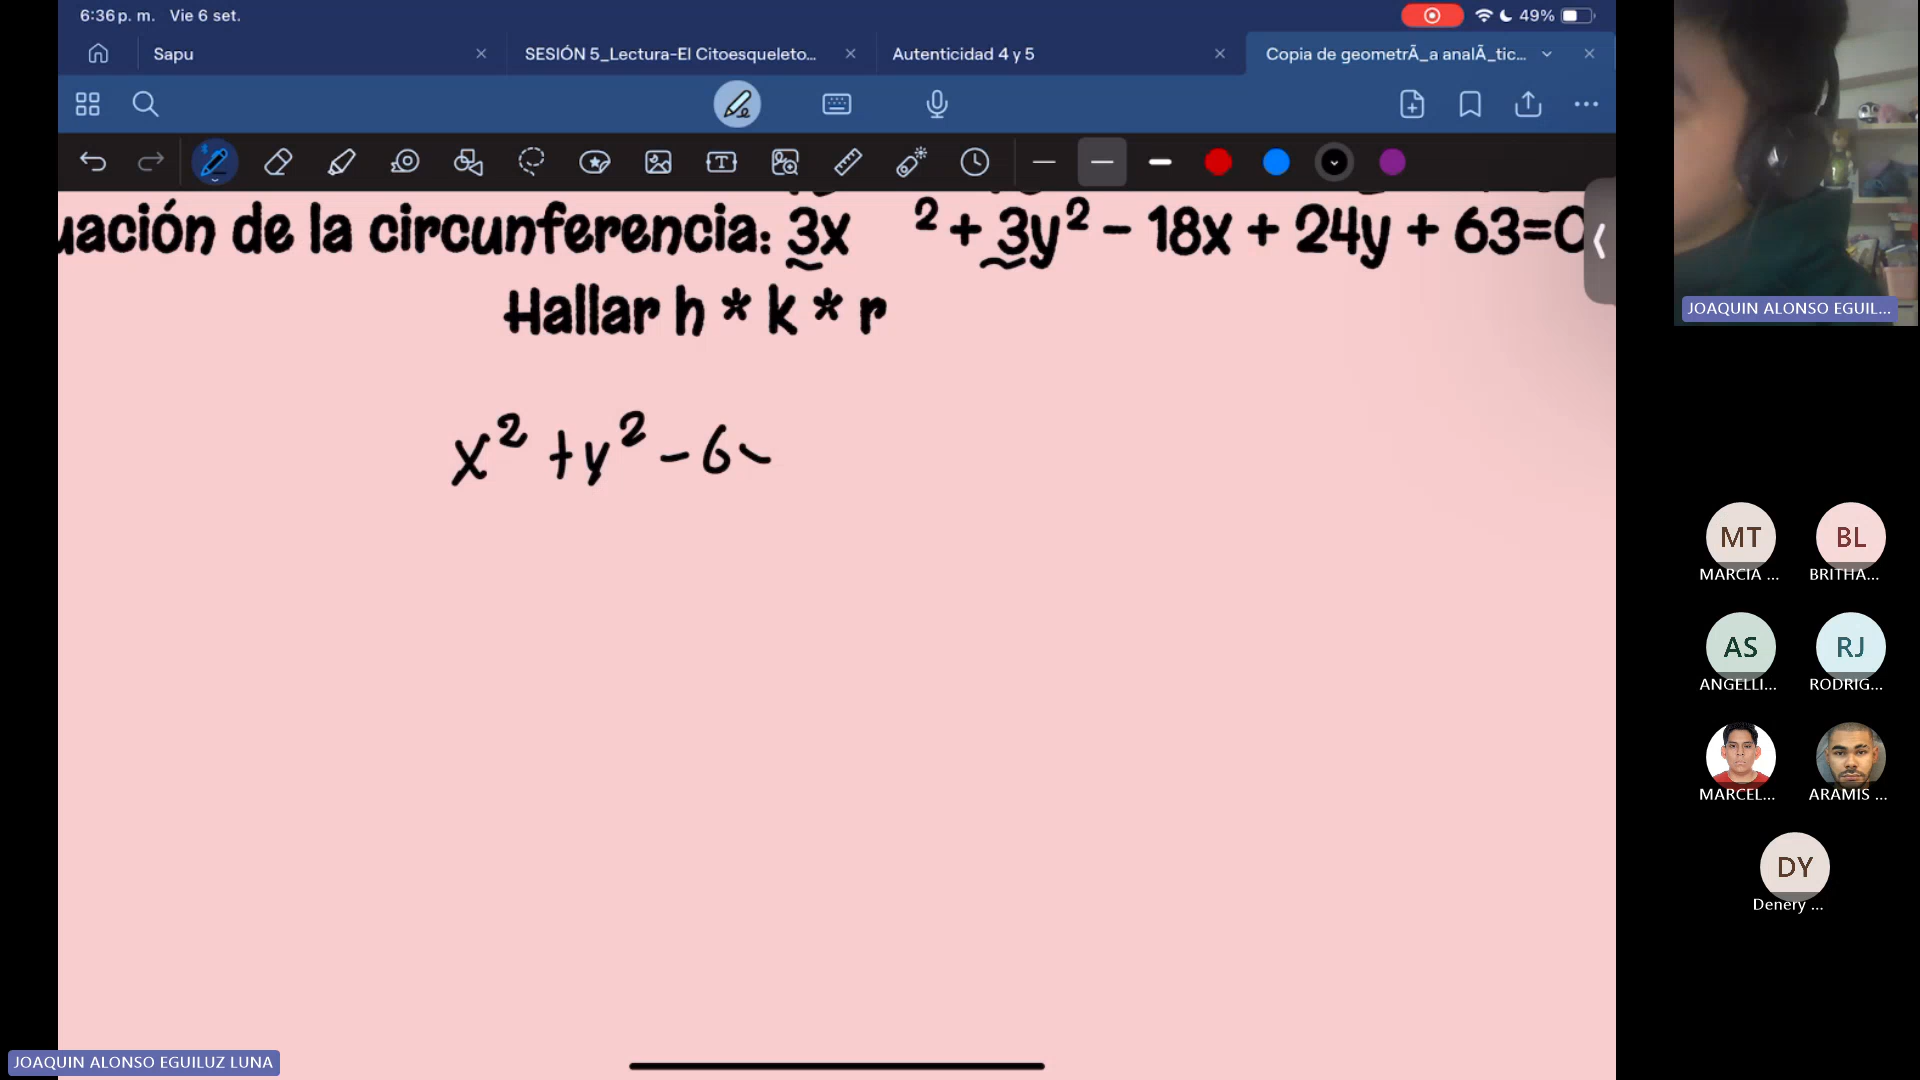 6:36 p. m. Vie 6 set.
49%
Sapu
SESIÓN 5_Lectura-El Citoesqueleto...
Autenticidad 4 y 5
Copia de geometrÃ_a analÃ_tic...
uación de la circunferencia: 3x ² + 3y² - 18x + 24y + 63=0
Hallar h * k * r
x² + y² - 6
JOAQUIN ALONSO EGUIL...
MT
MARCIA ...
BL
BRITHA...
AS
ANGELLI...
RJ
RODRIG...
MARCEL...
ARAMIS ...
DY
Denery ...
JOAQUIN ALONSO EGUILUZ LUNA